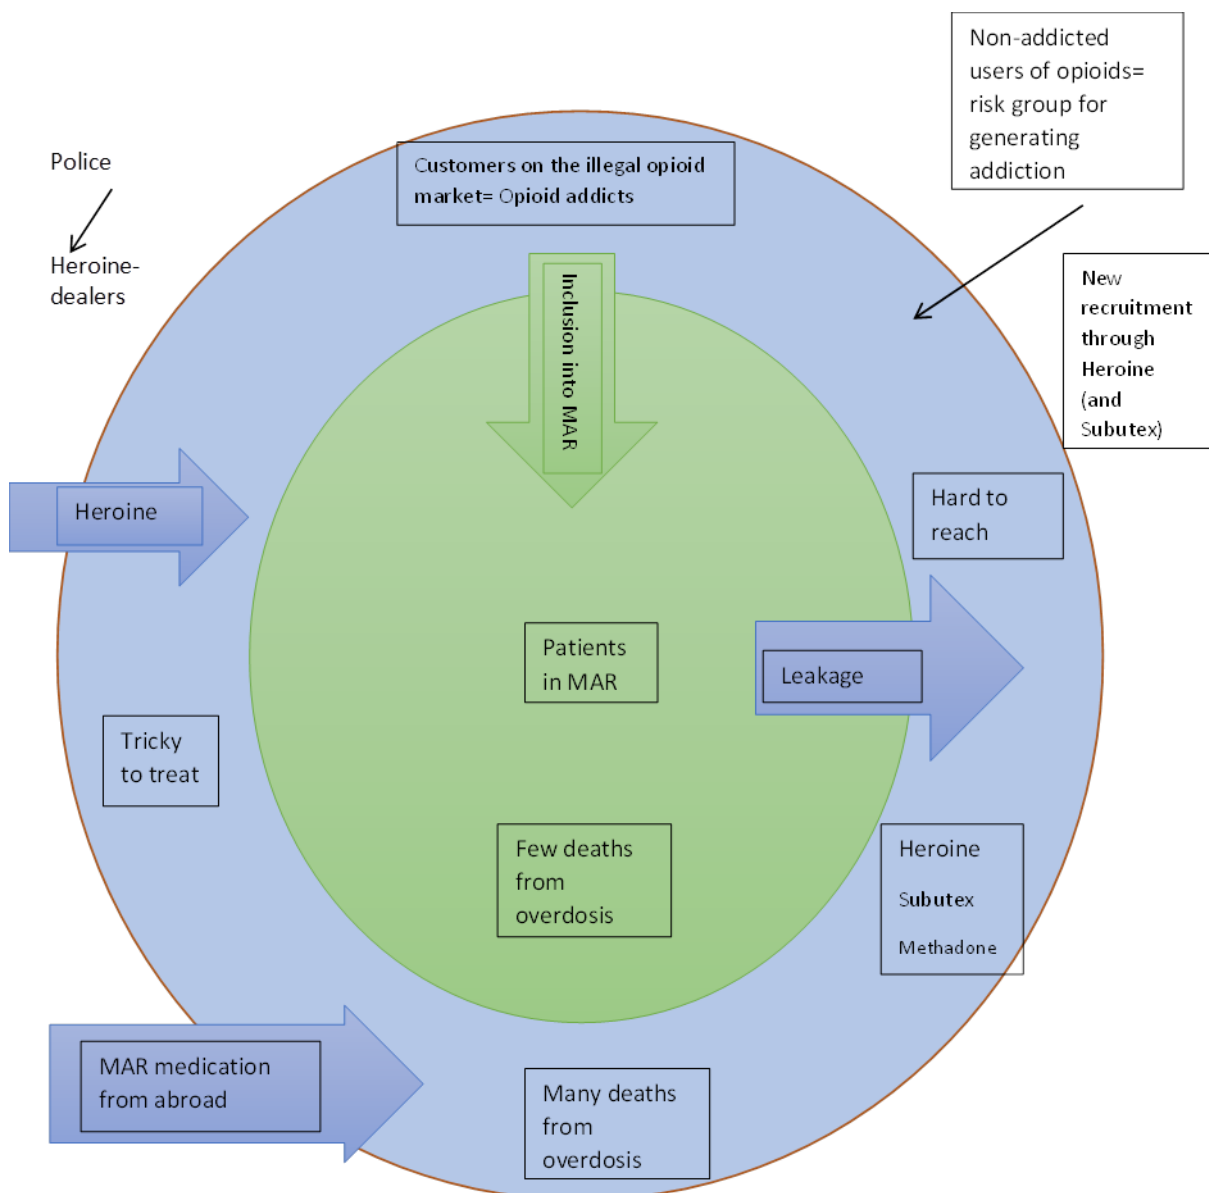 Non-addicted
users of opioids=
risk group for
generating
addiction
Police
Customers on the illegal opioid
market= Opioid addicts
Heroine-
dealers
New
recruitment
through
Heroine
(and
Subutex)
Inclusion into MAR
Heroine
Hard to
reach
Patients
in MAR
Leakage
Tricky
to treat
Few deaths
from
overdosis
Heroine
Subutex
Methadone
MAR medication
from abroad
Many deaths
from
overdosis